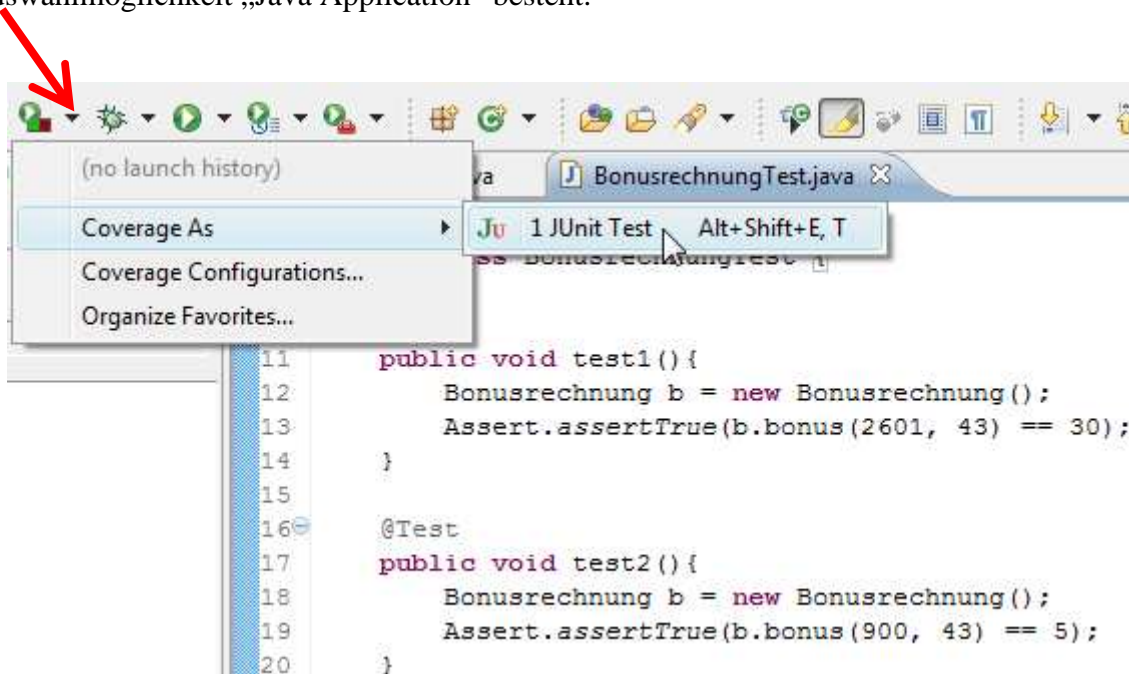 „Java Application“ besteht.
(no launch history)
va BonusrechnungTest.java
Coverage As
Ju 1 JUnit Test Alt+Shift+E, T
BonusrechnungTest {
Coverage Configurations...
Organize Favorites...
11 public void test1(){
12 Bonusrechnung b = new Bonusrechnung();
13 Assert.assertTrue(b.bonus(2601, 43) == 30);
14 }
15
16 @Test
17 public void test2(){
18 Bonusrechnung b = new Bonusrechnung();
19 Assert.assertTrue(b.bonus(900, 43) == 5);
20 }